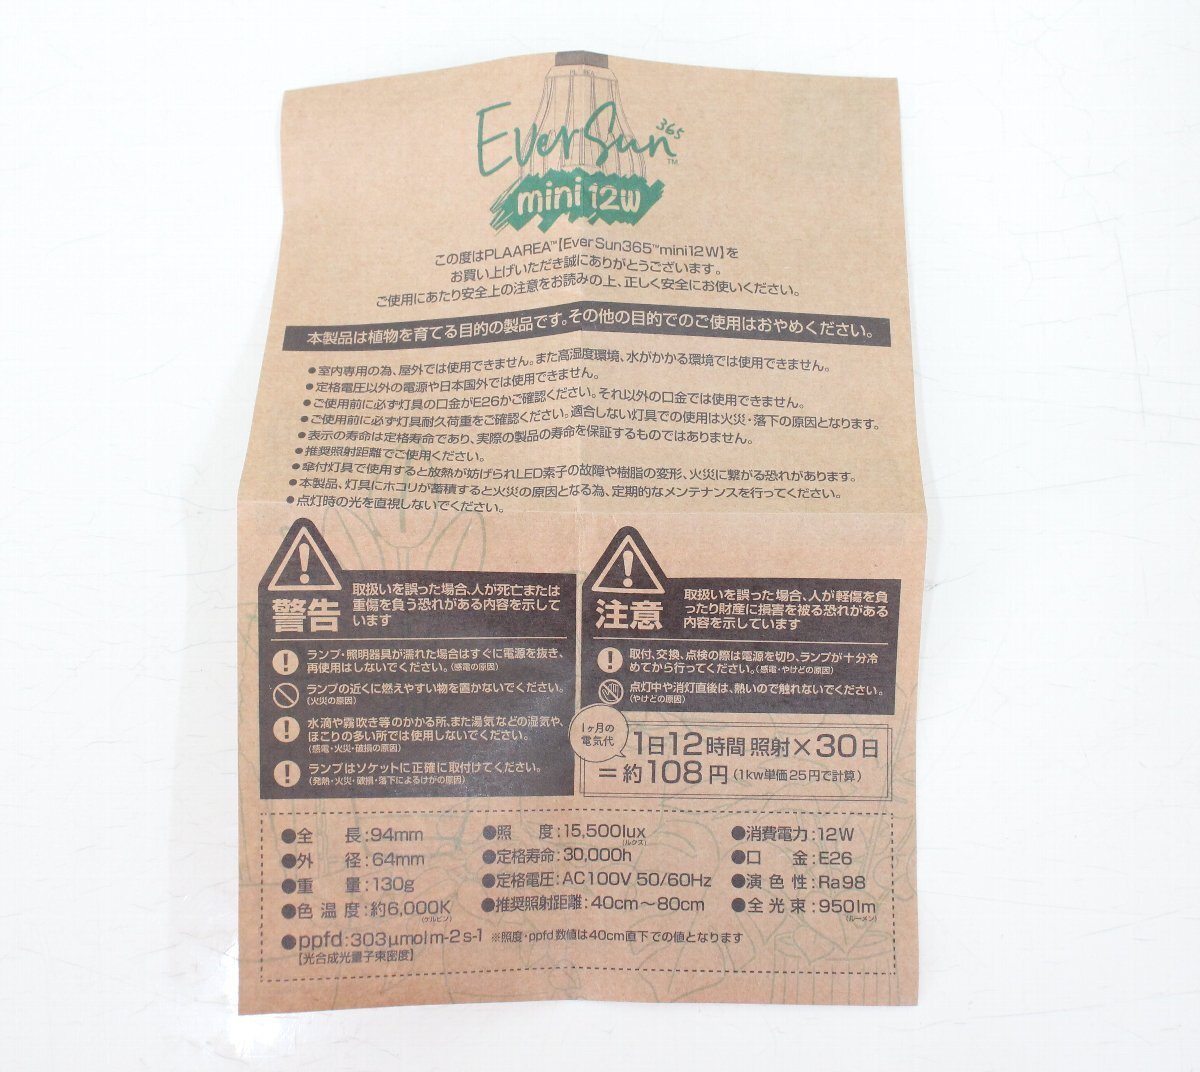 PL REA
EverSun365™
mini 12W
この度はPLAAREA™【EverSun365™mini12W】を
お買い上げいただき誠にありがとうございます。
ご使用にあたり安全上の注意をお読みの上、正しく安全にお使いください。
本製品は植物を育てる目的の製品です。その他の目的でのご使用はおやめください。
●室内専用の為、屋外では使用できません。また高湿度環境、水がかかる環境では使用できません。
●定格電圧以外の電源や日本国外では使用できません。
●ご使用前に必ず灯具の口金がE26かご確認ください。それ以外の口金では使用できません。
●ご使用前に必ず灯具耐久荷重をご確認ください。適合しない灯具での使用は火災・落下の原因となります。
●表示の寿命は定格寿命であり、実際の製品の寿命を保証するものではありません。
●推奨照射距離でご使用ください。
●傘付灯具で使用すると放熱が妨げられLED素子の故障や樹脂の変形、火災に繋がる恐れがあります。
●本製品、灯具にホコリが蓄積すると火災の原因となる為、定期的なメンテナンスを行ってください。
●点灯時の光を直視しないでください。
警告
取扱いを誤った場合、人が死亡または
重傷を負う恐れがある内容を示して
います
ランプ・照明器具が濡れた場合はすぐに電源を抜き、
再使用はしないでください。(感電の原因)
ランプの近くに燃えやすい物を置かないでください。
(火災の原因)
水滴や霧吹き等のかかる所、また湯気などの湿気や、
ほこりの多い所では使用しないでください。
(感電・火災・破損の原因)
ランプはソケットに正確に取付けてください。
(発熱・火災・破損・落下によるけがの原因)
注意
取扱いを誤った場合、人が軽傷を負
ったり財産に損害を被る恐れがある
内容を示しています
取付、交換、点検の際は電源を切り、ランプが十分冷
めてから行ってください。(感電・やけどの原因)
点灯中や消灯直後は、熱いので触れないでください。
(やけどの原因)
1ヶ月の
電気代
1日12時間 照射×30日
＝約108円(1kw単価25円で計算)
●全長:94mm
●外径:64mm
●重量:130g
●色温度:約6,000K
(ケルビン)
●照度:15,500lux
(ルクス)
●定格寿命:30,000h
●定格電圧:AC100V 50/60Hz
●推奨照射距離:40cm〜80cm
●消費電力:12W
●口金:E26
●演色性:Ra98
●全光束:950lm
(ルーメン)
●ppfd:303μmolm-2s-1 ※照度・ppfd数値は40cm直下での値となります
【光合成光量子束密度】